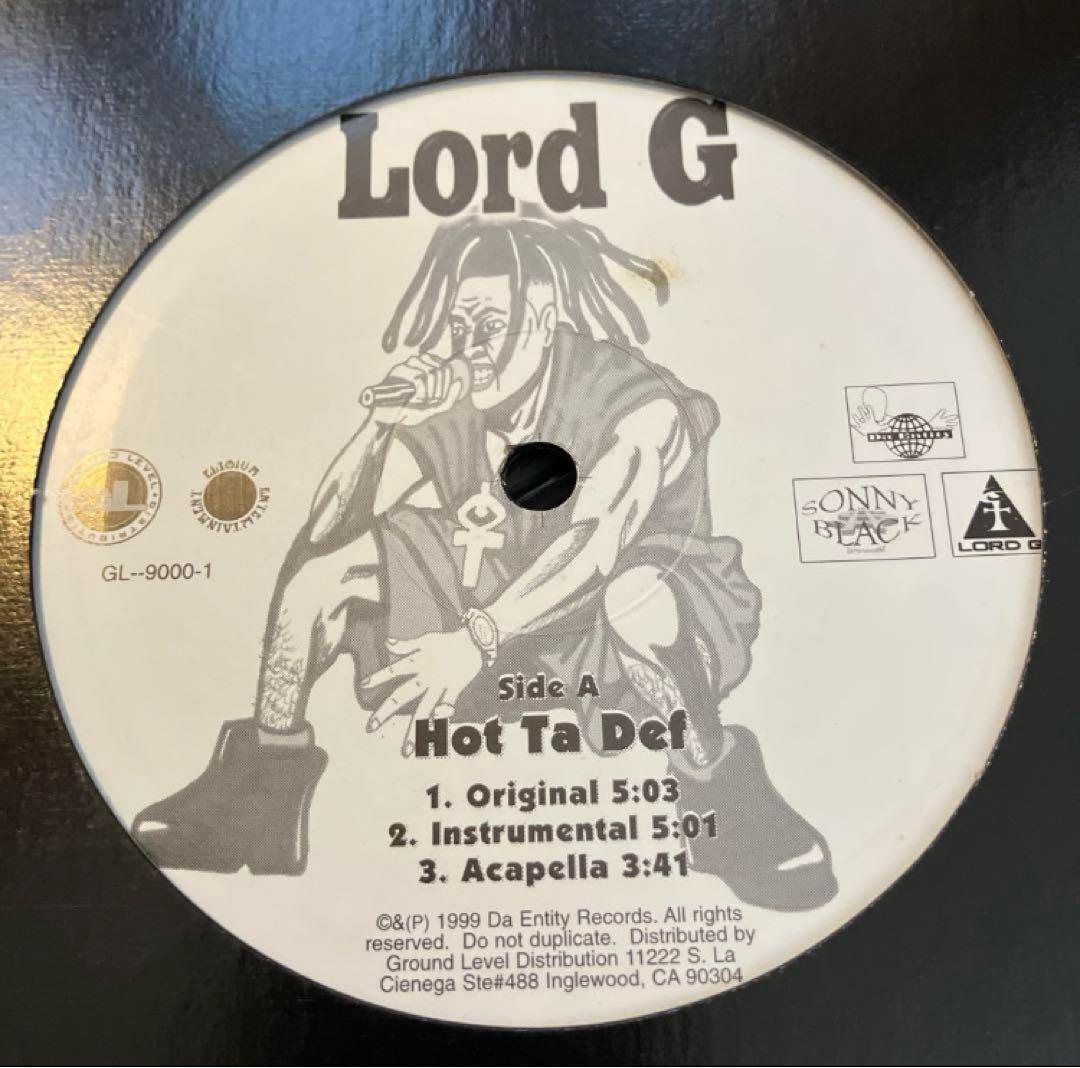 Lord G
ELIGIUM
ENTERTAINMENT
GL--9000-1
SONNY
BLACK
LORD G
Side A
Hot Ta Def
1. Original 5:03
2. Instrumental 5:01
3. Acapella 3:41
©&(P) 1999 Da Entity Records. All rights
reserved. Do not duplicate. Distributed by
Ground Level Distribution 11222 S. La
Cienega Ste#488 Inglewood, CA 90304